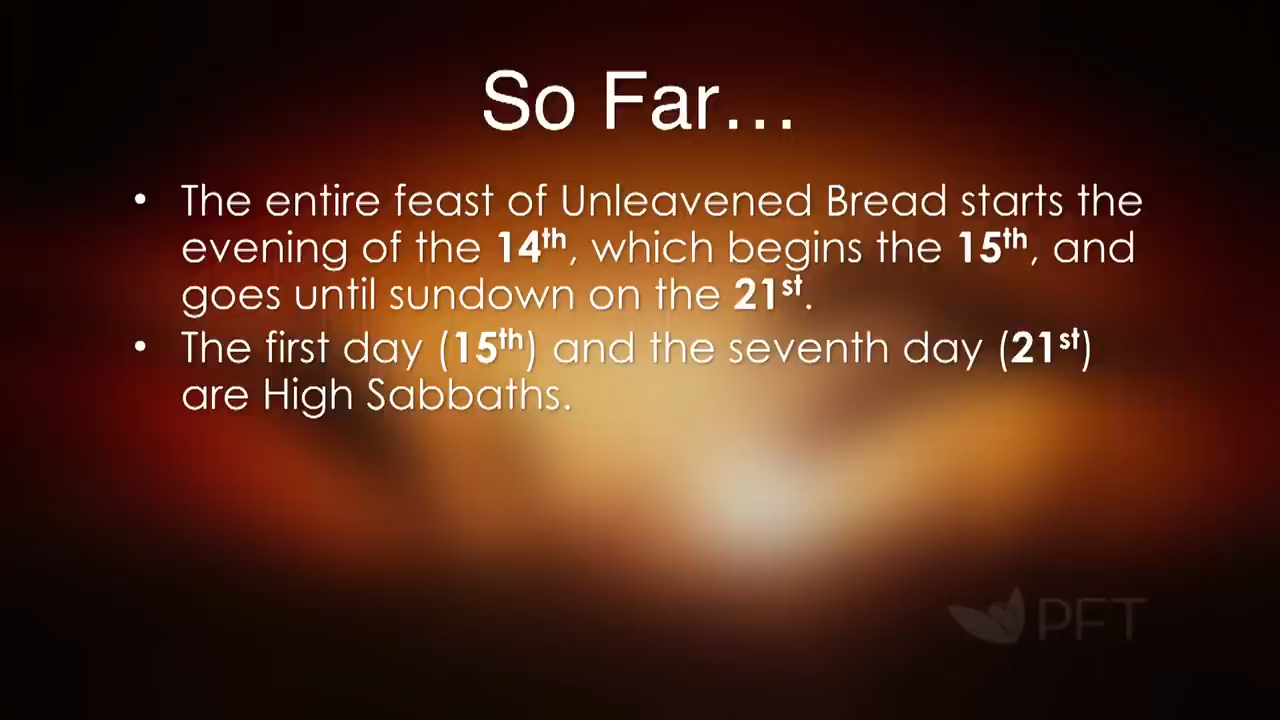 So Far…
• The entire feast of Unleavened Bread starts the
evening of the 14th, which begins the 15th, and
goes until sundown on the 21st.
• The first day (15th) and the seventh day (21st)
are High Sabbaths.
PFT